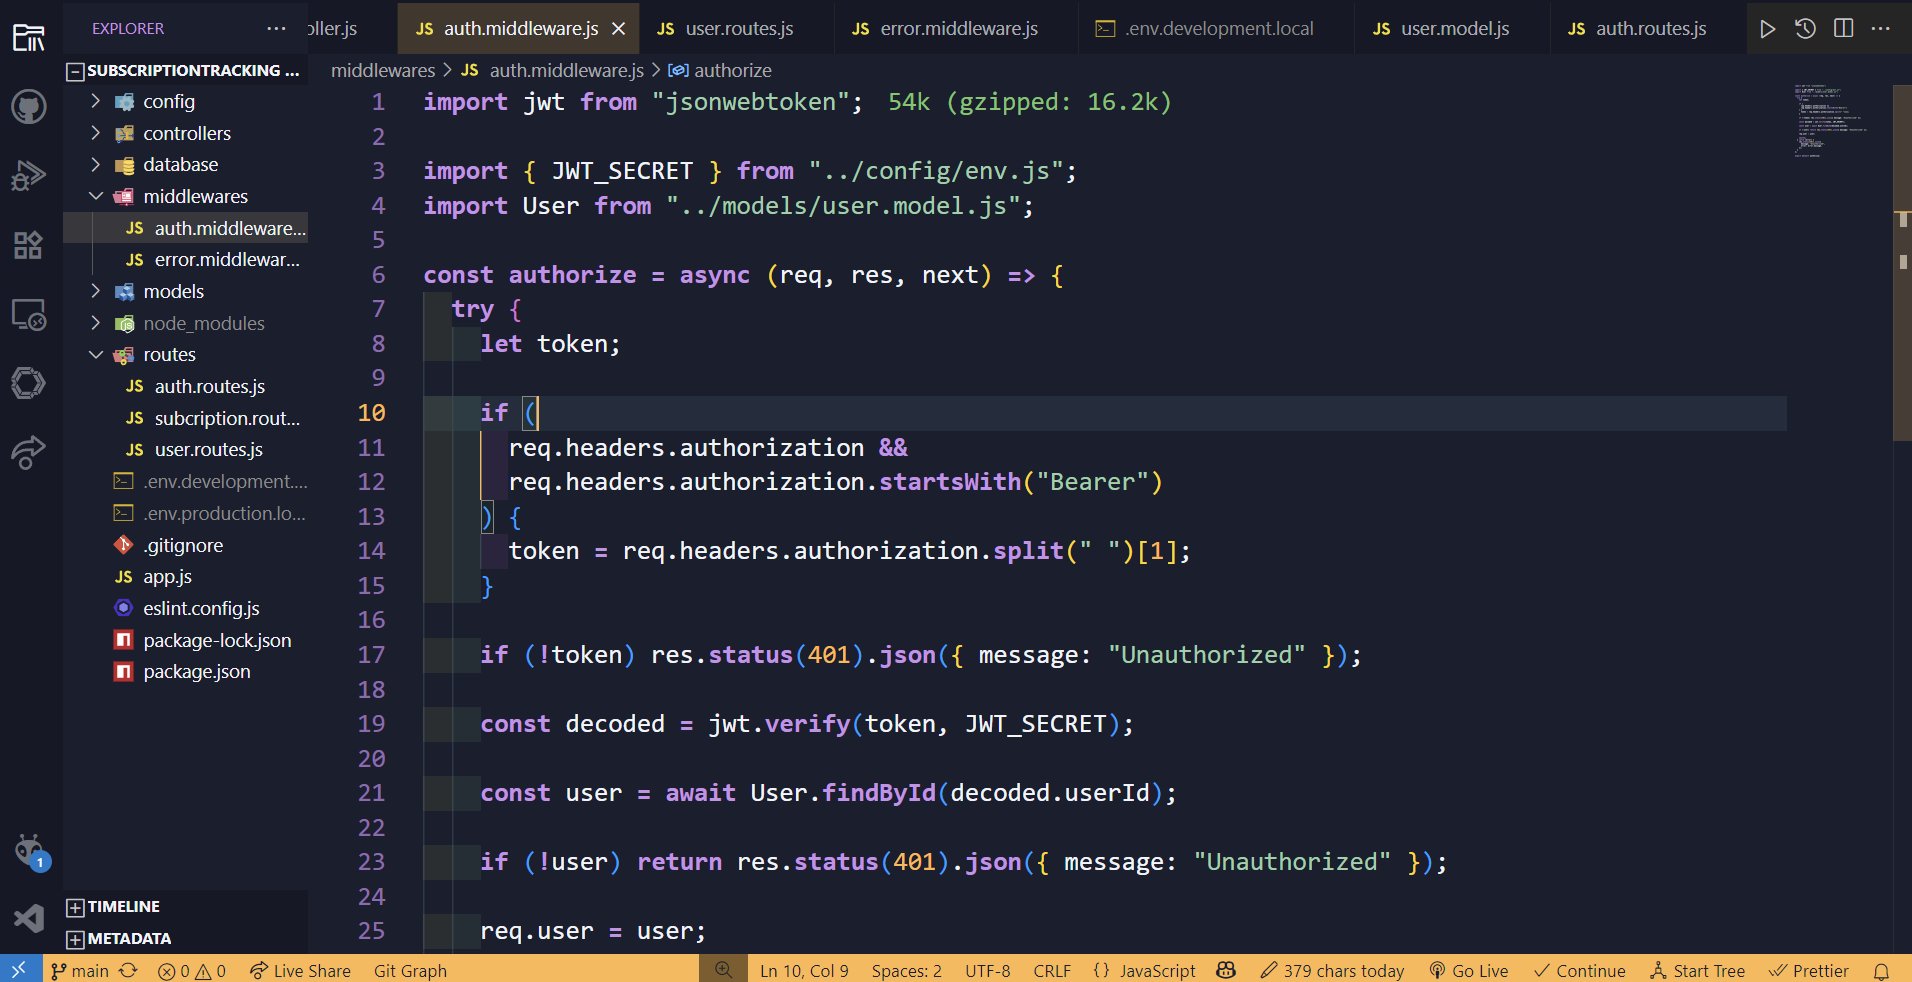 EXPLORER ···
oller.js
JS auth.middleware.js
JS user.routes.js
JS error.middleware.js
.env.development.local
JS user.model.js
JS auth.routes.js
SUBSCRIPTIONTRACKING ...
config
controllers
database
middlewares
JS auth.middleware...
JS error.middlewar...
models
node_modules
routes
JS auth.routes.js
JS subcription.rout...
JS user.routes.js
.env.development....
.env.production.lo...
.gitignore
JS app.js
eslint.config.js
package-lock.json
package.json
TIMELINE
METADATA
1
middlewares > JS auth.middleware.js > authorize
1 import jwt from "jsonwebtoken"; 54k (gzipped: 16.2k)
2
3 import { JWT_SECRET } from "../config/env.js";
4 import User from "../models/user.model.js";
5
6 const authorize = async (req, res, next) => {
7 try {
8 let token;
9
10 if (
11 req.headers.authorization &&
12 req.headers.authorization.startsWith("Bearer")
13 ) {
14 token = req.headers.authorization.split(" ")[1];
15 }
16
17 if (!token) res.status(401).json({ message: "Unauthorized" });
18
19 const decoded = jwt.verify(token, JWT_SECRET);
20
21 const user = await User.findById(decoded.userId);
22
23 if (!user) return res.status(401).json({ message: "Unauthorized" });
24
25 req.user = user;
main 0 0 Live Share Git Graph Ln 10, Col 9 Spaces: 2 UTF-8 CRLF {} JavaScript 379 chars today Go Live Continue Start Tree Prettier